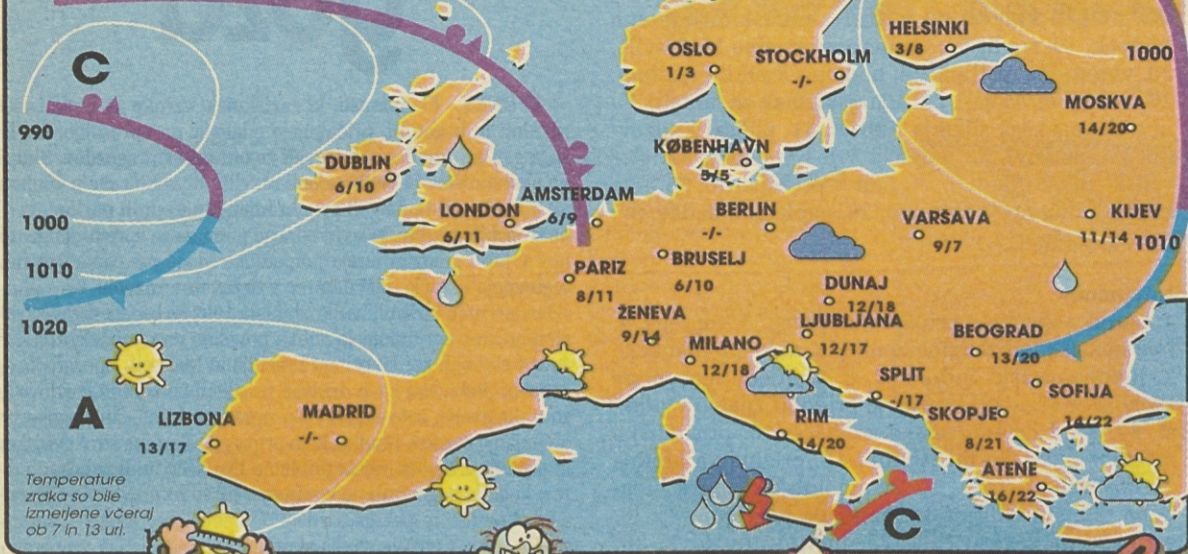 HELSINKI
3/8
OSLO
1/3
STOCKHOLM
-/-
1000
C
MOSKVA
14/20
990
KØBENHAVN
5/5
DUBLIN
6/10
AMSTERDAM
6/9
LONDON
6/11
BERLIN
-/-
VARŠAVA
9/7
KIJEV
11/14
1010
1000
1010
PARIZ
8/11
BRUSELJ
6/10
DUNAJ
12/18
ŽENEVA
9/14
LJUBLJANA
12/17
1020
MILANO
12/18
BEOGRAD
13/20
SPLIT
-/17
SOFIJA
14/22
A
LIZBONA
13/17
MADRID
-/-
RIM
14/20
SKOPJE
8/21
ATENE
16/22
C
Temperature
zraka so bile
izmerjene včeraj
ob 7 in 13 uri.